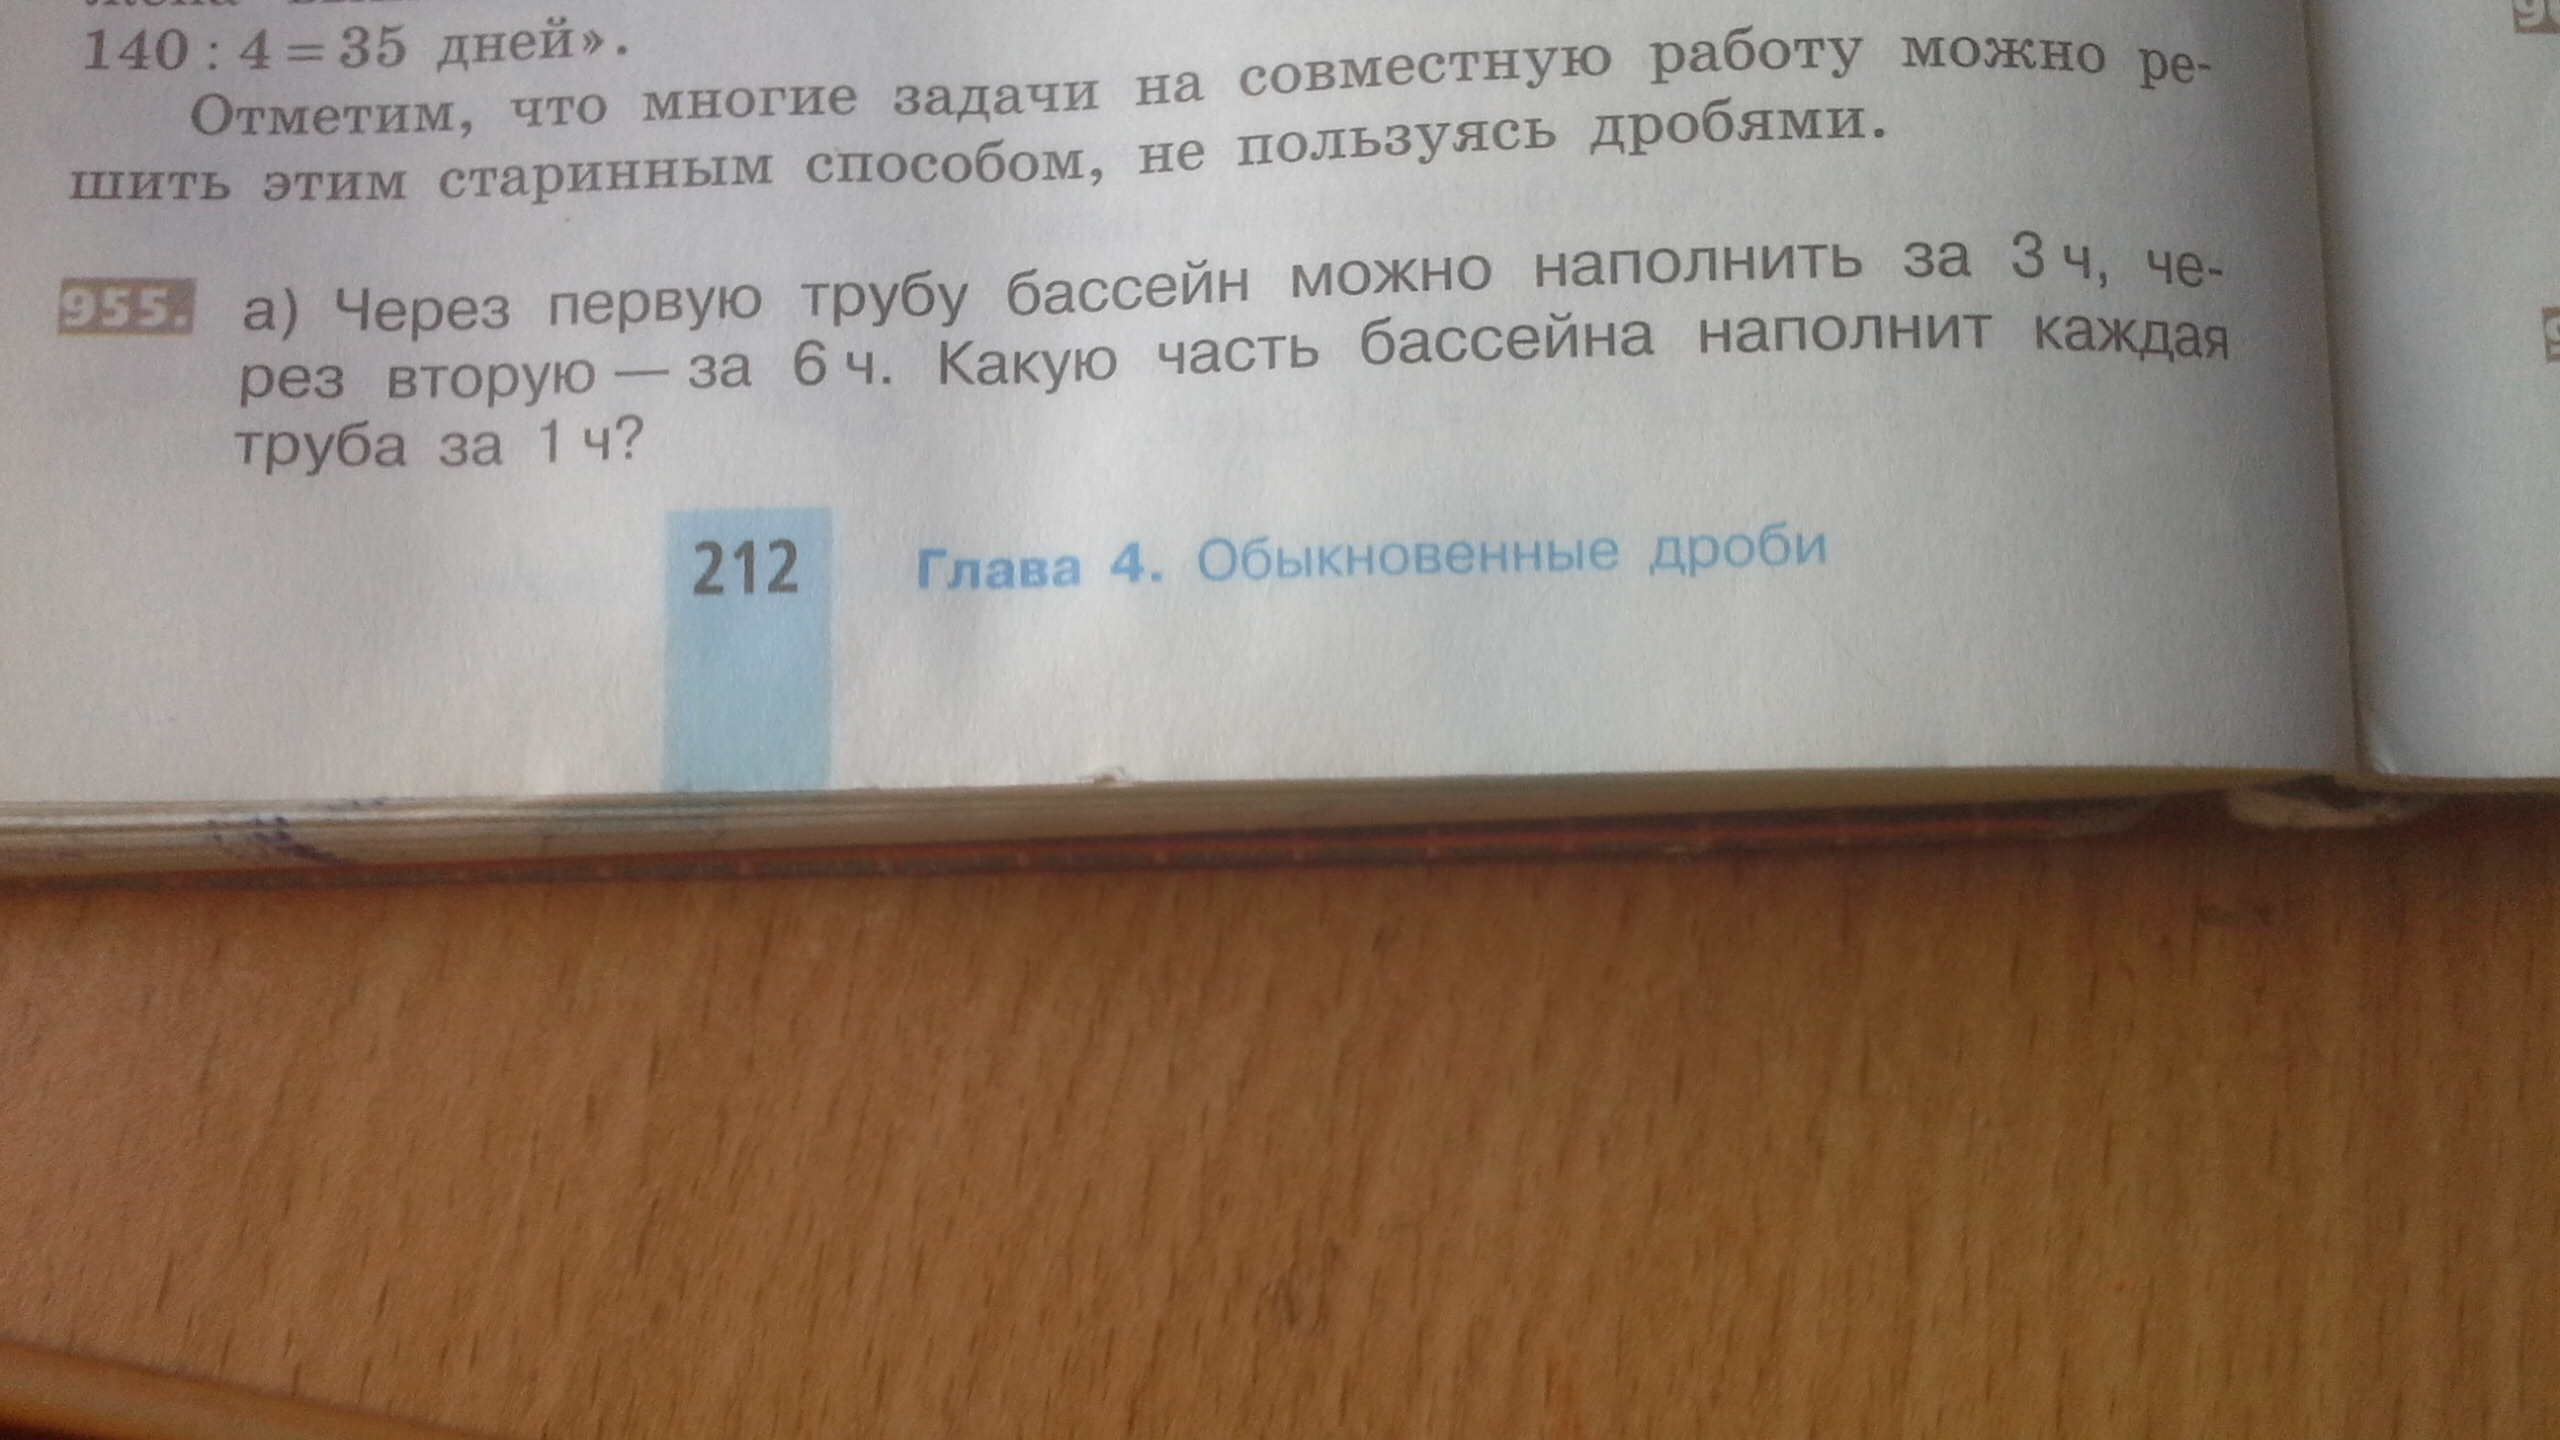 140 : 4 = 35 дней».
Отметим, что многие задачи на совместную работу можно ре-
шить этим старинным способом, не пользуясь дробями.
955. а) Через первую трубу бассейн можно наполнить за 3 ч, че-
рез вторую — за 6 ч. Какую часть бассейна наполнит каждая
труба за 1 ч?
212 Глава 4. Обыкновенные дроби